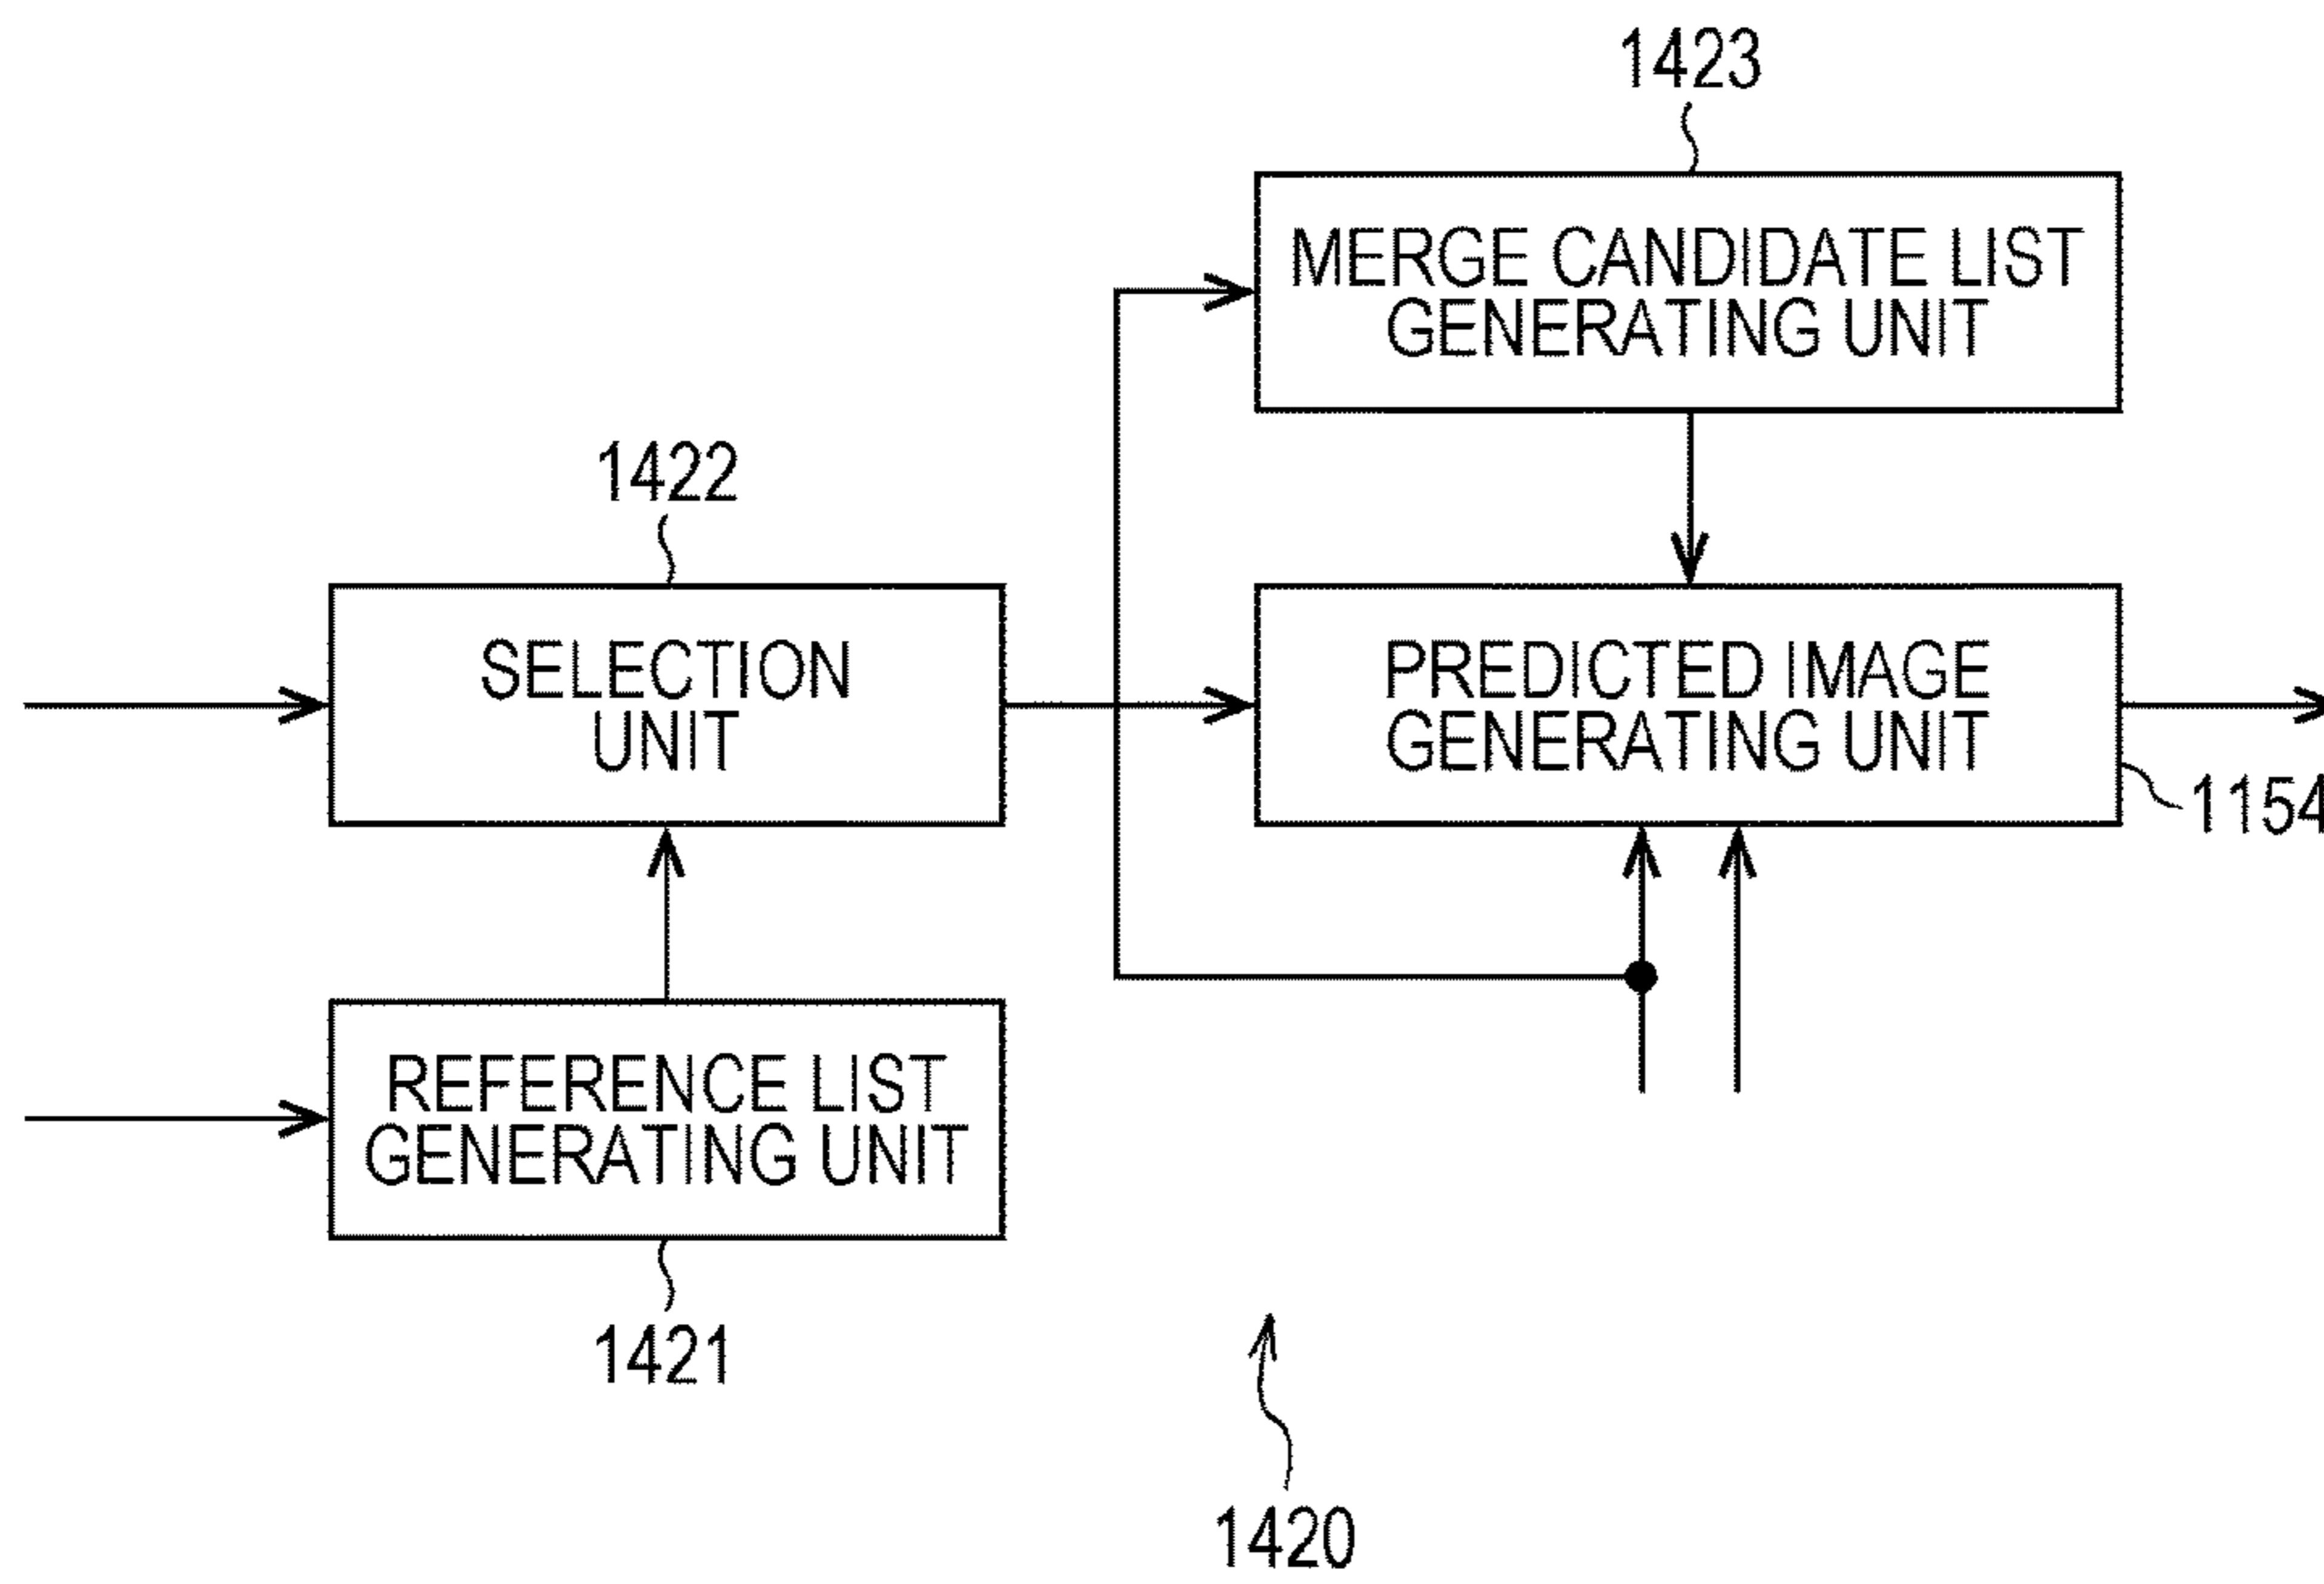 1423
MERGE CANDIDATE LIST
GENERATING UNIT
1422
SELECTION
UNIT
PREDICTED IMAGE
GENERATING UNIT
1154
REFERENCE LIST
GENERATING UNIT
1421
1420